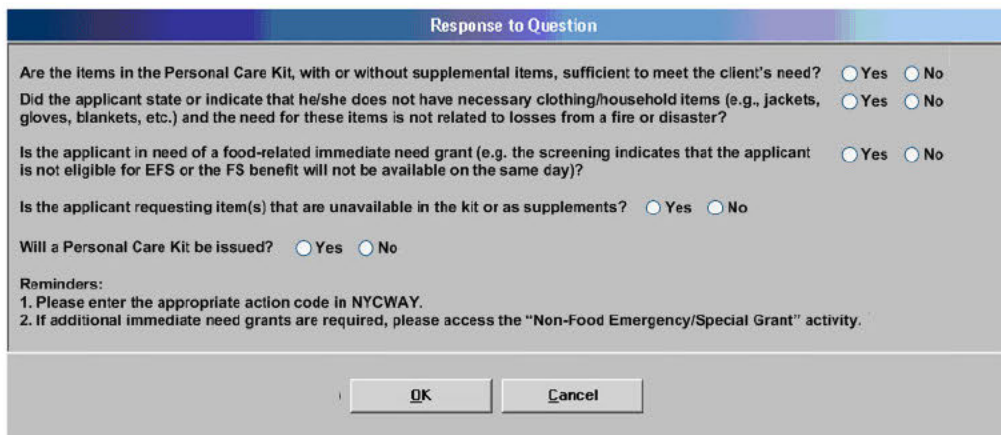 Response to Question
Are the items in the Personal Care Kit, with or without supplemental items, sufficient to meet the client's need? Yes No
Did the applicant state or indicate that he/she does not have necessary clothing/household items (e.g., jackets, Yes No
gloves, blankets, etc.) and the need for these items is not related to losses from a fire or disaster?
Is the applicant in need of a food-related immediate need grant (e.g. the screening indicates that the applicant Yes No
is not eligible for EFS or the FS benefit will not be available on the same day)?
Is the applicant requesting item(s) that are unavailable in the kit or as supplements? Yes No
Will a Personal Care Kit be issued? Yes No
Reminders:
1. Please enter the appropriate action code in NYCWAY.
2. If additional immediate need grants are required, please access the “Non-Food Emergency/Special Grant” activity.
OK Cancel